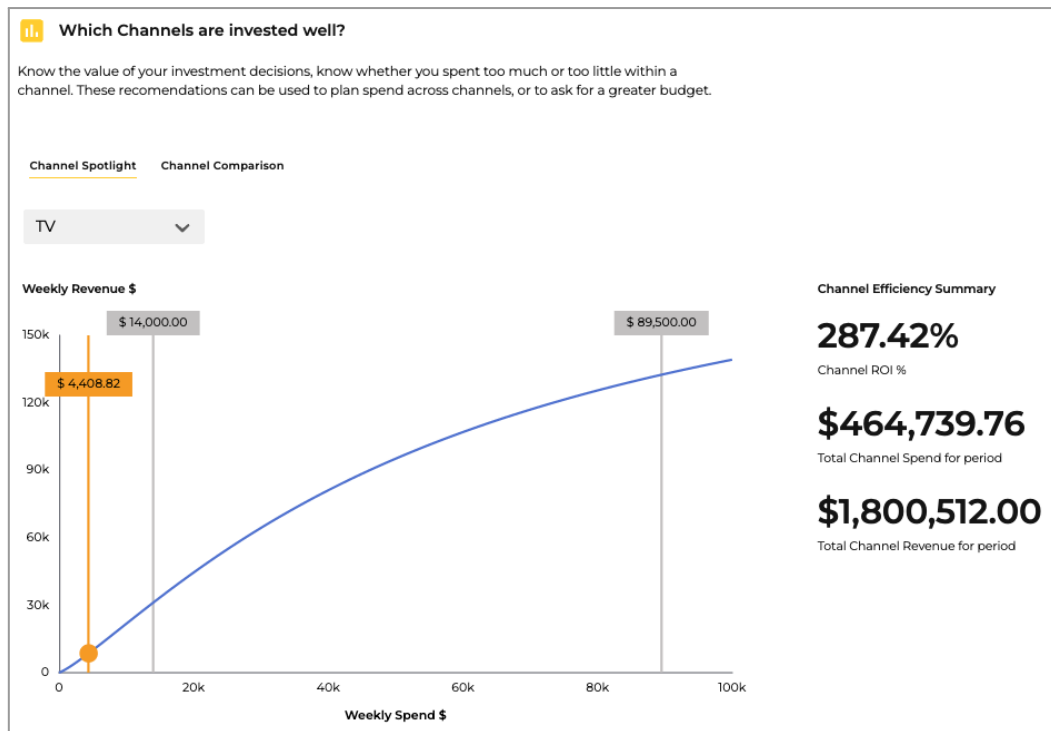 Which Channels are invested well?
Know the value of your investment decisions, know whether you spent too much or too little within a
channel. These recomendations can be used to plan spend across channels, or to ask for a greater budget.
Channel Spotlight
Channel Comparison
TV
Weekly Revenue $
$ 14,000.00
$ 89,500.00
$ 4,408.82
150k
120k
90k
60k
30k
0
0
20k
40k
60k
80k
100k
Weekly Spend $
Channel Efficiency Summary
287.42%
Channel ROI %
$464,739.76
Total Channel Spend for period
$1,800,512.00
Total Channel Revenue for period